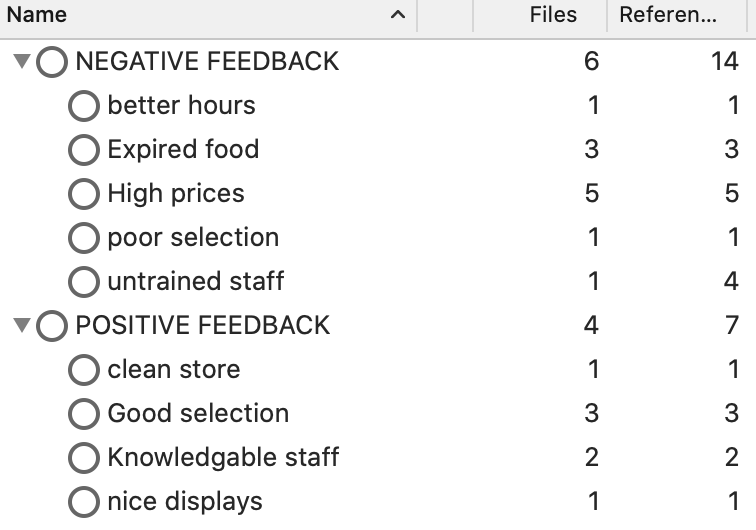 Name Files Referen...
NEGATIVE FEEDBACK 6 14
better hours 1 1
Expired food 3 3
High prices 5 5
poor selection 1 1
untrained staff 1 4
POSITIVE FEEDBACK 4 7
clean store 1 1
Good selection 3 3
Knowledgable staff 2 2
nice displays 1 1